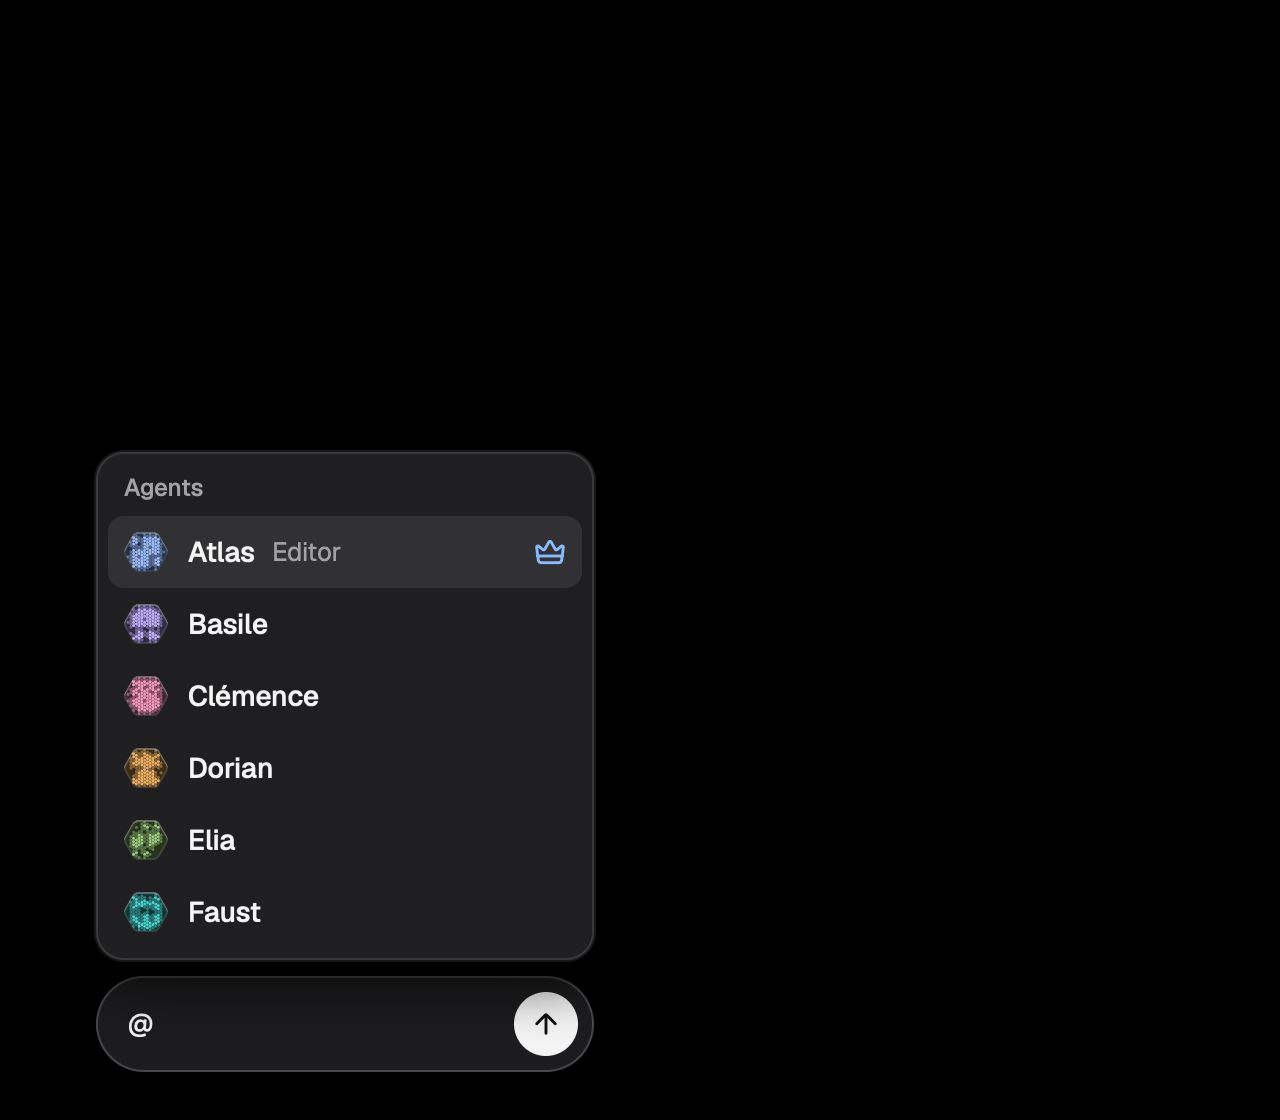 Agents
Atlas Editor
Basile
Clémence
Dorian
Elia
Faust
@